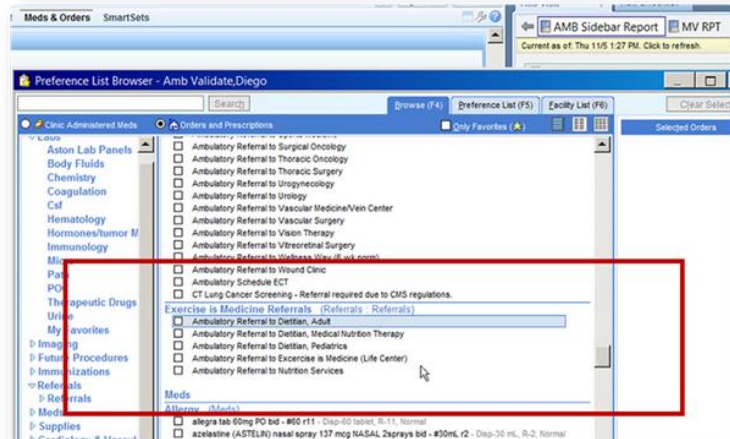 Meds & Orders SmartSets
AMB Sidebar Report MV RPT
Current as of: Thu 11/5 1:27 PM. Click to refresh.
Preference List Browser - Amb Validate,Diego
Search Browse (F4) Preference List (F5) Facility List (F6) Clear Selec
Clinic Administered Meds Orders and Prescriptions Only Favorites Selected Orders
Labs
Aston Lab Panels
Body Fluids
Chemistry
Coagulation
Csf
Hematology
Hormones/tumor M
Immunology
Therapeutic Drugs
My Favorites
Imaging
Future Procedures
Immunizations
Referrals
Referrals
Meds
Supplies
Ambulatory Referral to Surgical Oncology
Ambulatory Referral to Thoracic Oncology
Ambulatory Referral to Thoracic Surgery
Ambulatory Referral to Urogynecology
Ambulatory Referral to Urology
Ambulatory Referral to Vascular Medicine/Vein Center
Ambulatory Referral to Vascular Surgery
Ambulatory Referral to Vision Therapy
Ambulatory Referral to Vitreoretinal Surgery
Ambulatory Referral to Wellness Way (6 wk norm)
Ambulatory Referral to Wound Clinic
Ambulatory Schedule ECT
CT Lung Cancer Screening - Referral required due to CMS regulations.
Exercise is Medicine Referrals (Referrals : Referrals)
Ambulatory Referral to Dietitian, Adult
Ambulatory Referral to Dietitian, Medical Nutrition Therapy
Ambulatory Referral to Dietitian, Pediatrics
Ambulatory Referral to Excercise is Medicine (Life Center)
Ambulatory Referral to Nutrition Services
Meds
Allergy (Meds)
allegra tab 60mg PO bid - #60 r11 - Disp-60 tablet, R-11, Normal
azelastine (ASTELIN) nasal spray 137 mcg NASAL 2sprays bid - #30mL r2 - Disp-30 mL, R-2, Normal